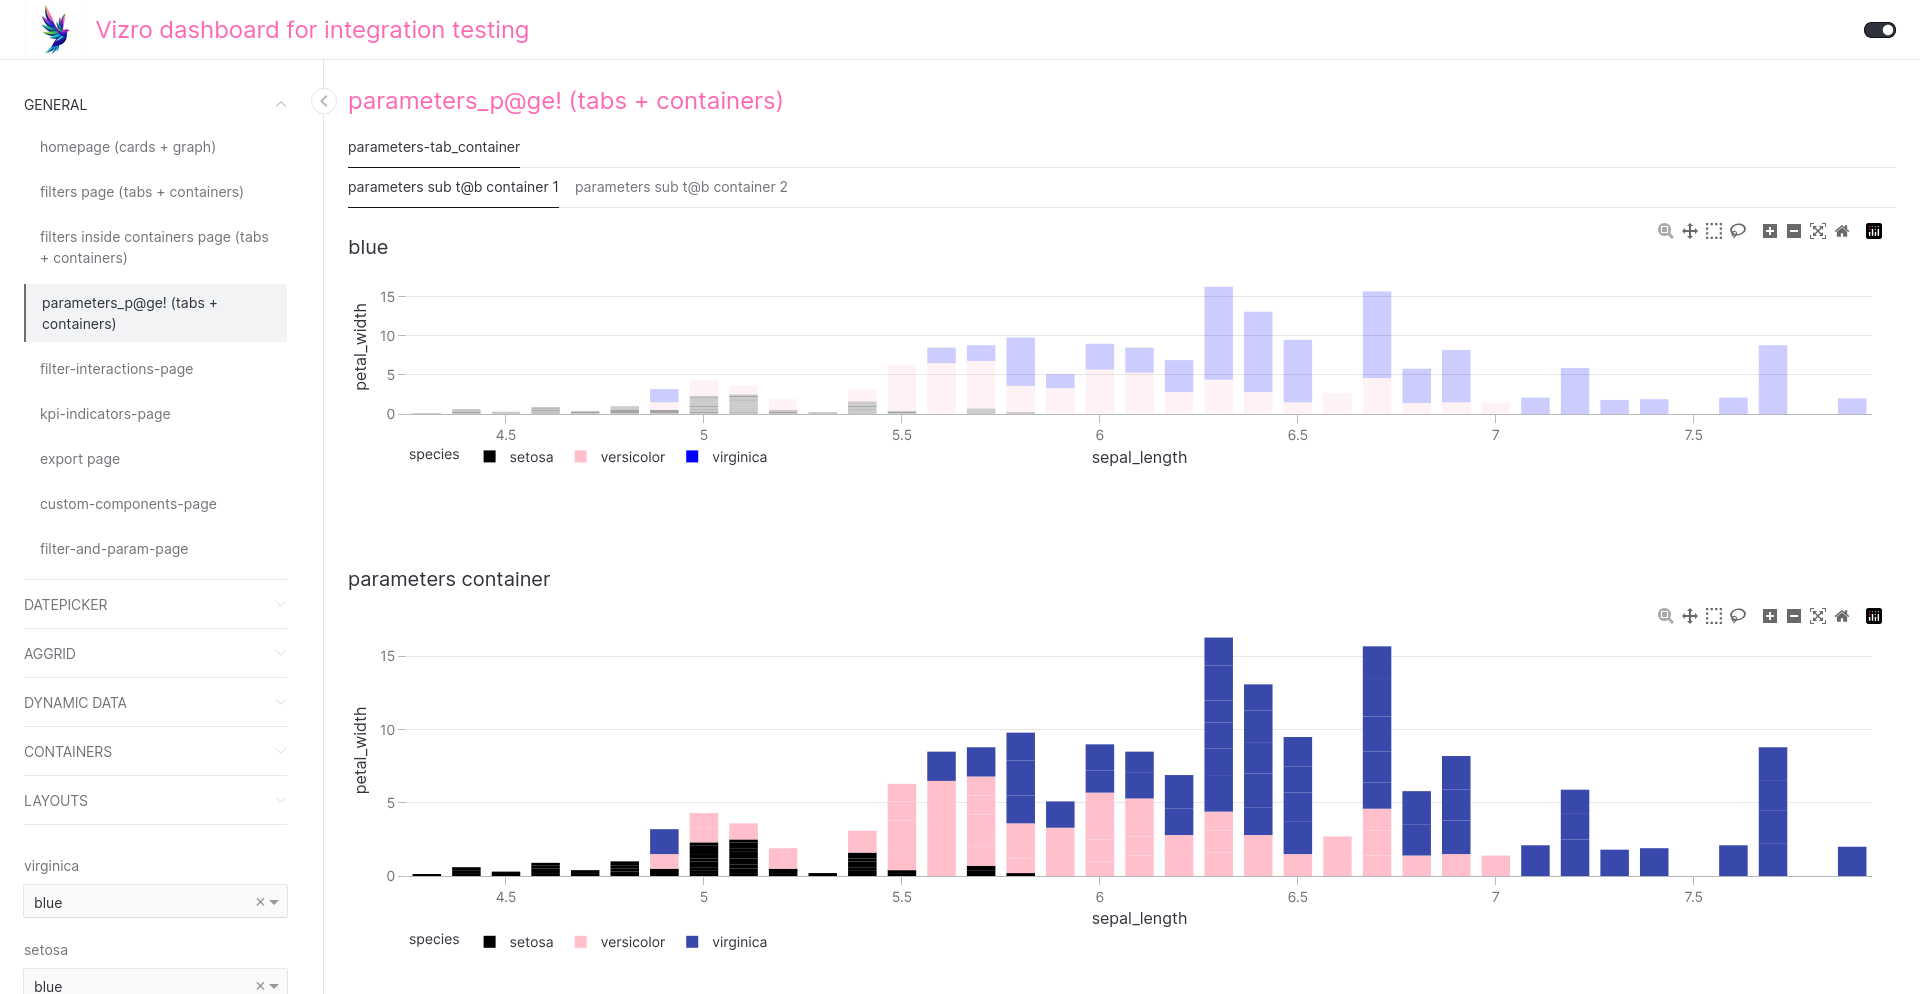 Vizro dashboard for integration testing
GENERAL
homepage (cards + graph)
filters page (tabs + containers)
filters inside containers page (tabs
+ containers)
parameters_p@ge! (tabs +
containers)
filter-interactions-page
kpi-indicators-page
export page
custom-components-page
filter-and-param-page
DATEPICKER
AGGRID
DYNAMIC DATA
CONTAINERS
LAYOUTS
virginica
blue
setosa
blue
parameters_p@ge! (tabs + containers)
parameters-tab_container
parameters sub t@b container 1 parameters sub t@b container 2
blue
petal_width
15
10
5
0
4.5 5 5.5 6 6.5 7 7.5
sepal_length
species setosa versicolor virginica
parameters container
petal_width
15
10
5
0
4.5 5 5.5 6 6.5 7 7.5
sepal_length
species setosa versicolor virginica